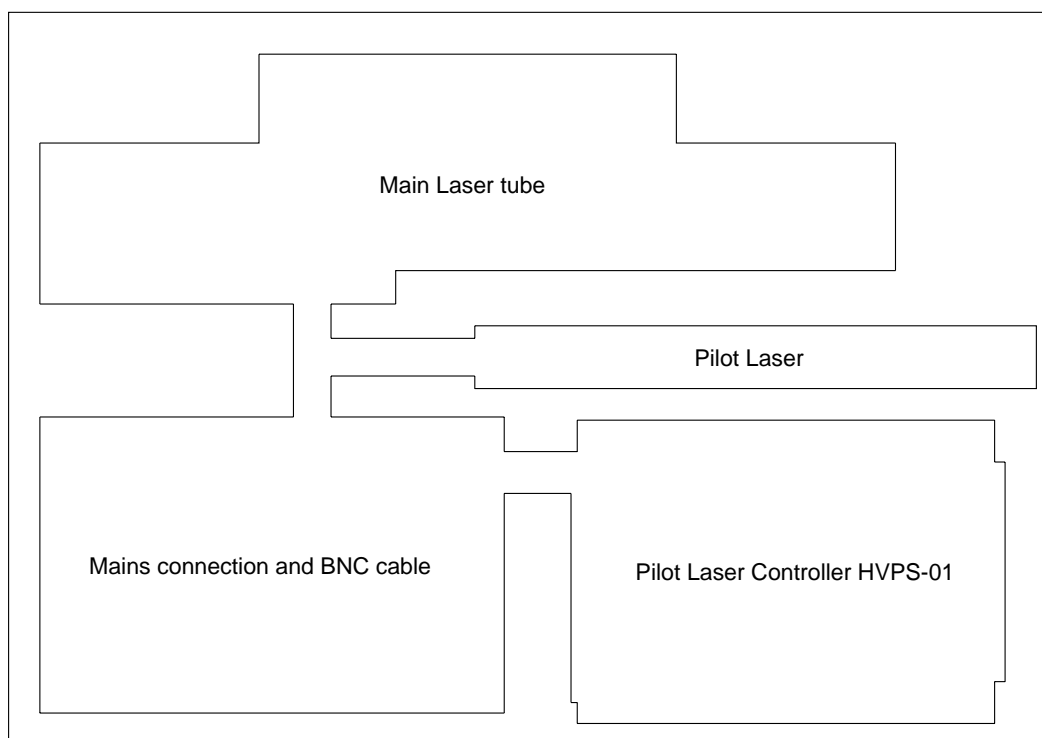 Main Laser tube
Pilot Laser
Mains connection and BNC cable
Pilot Laser Controller HVPS-01